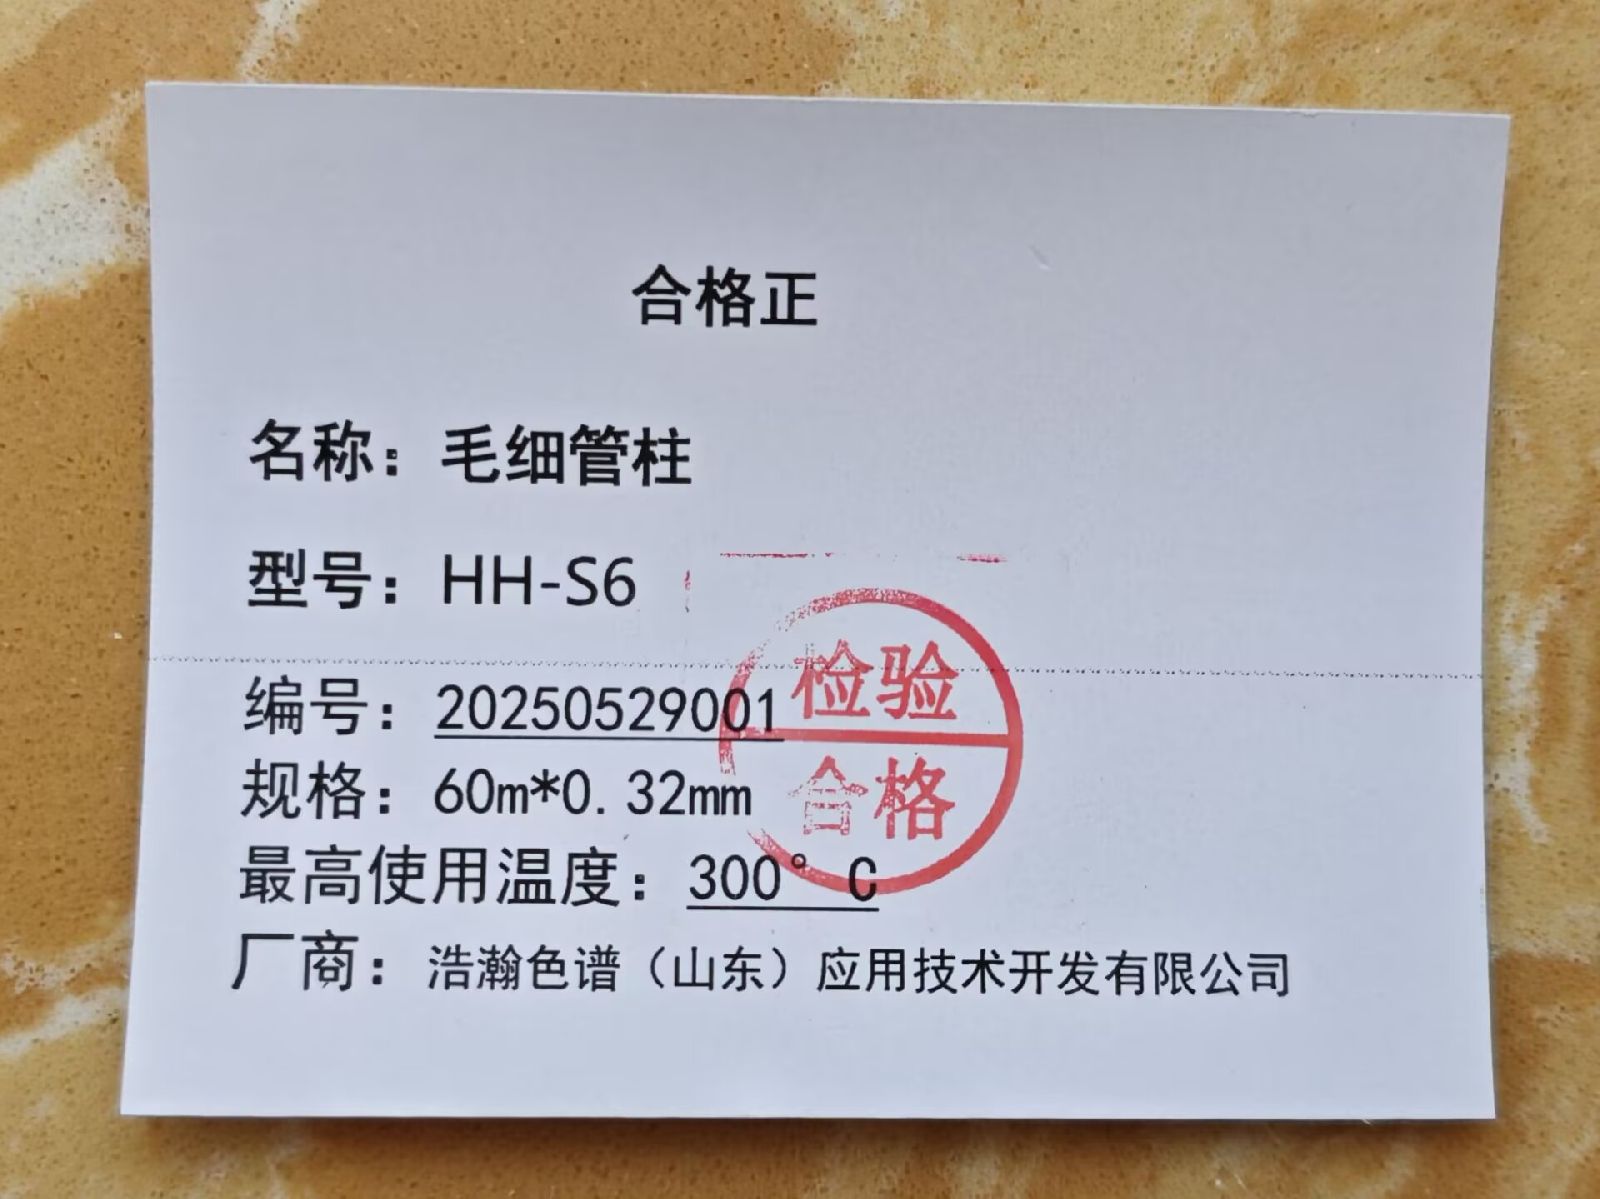 合格正
名称：毛细管柱
型号：HH-S6
编号：20250529001
规格：60m*0.32mm
最高使用温度：300°C
厂商：浩瀚色谱（山东）应用技术开发有限公司
检验
合格